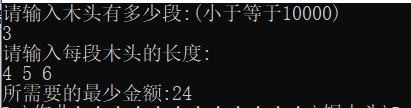 请输入木头有多少段:(小于等于10000)
3
请输入每段木头的长度:
4 5 6
所需要的最少金额:24